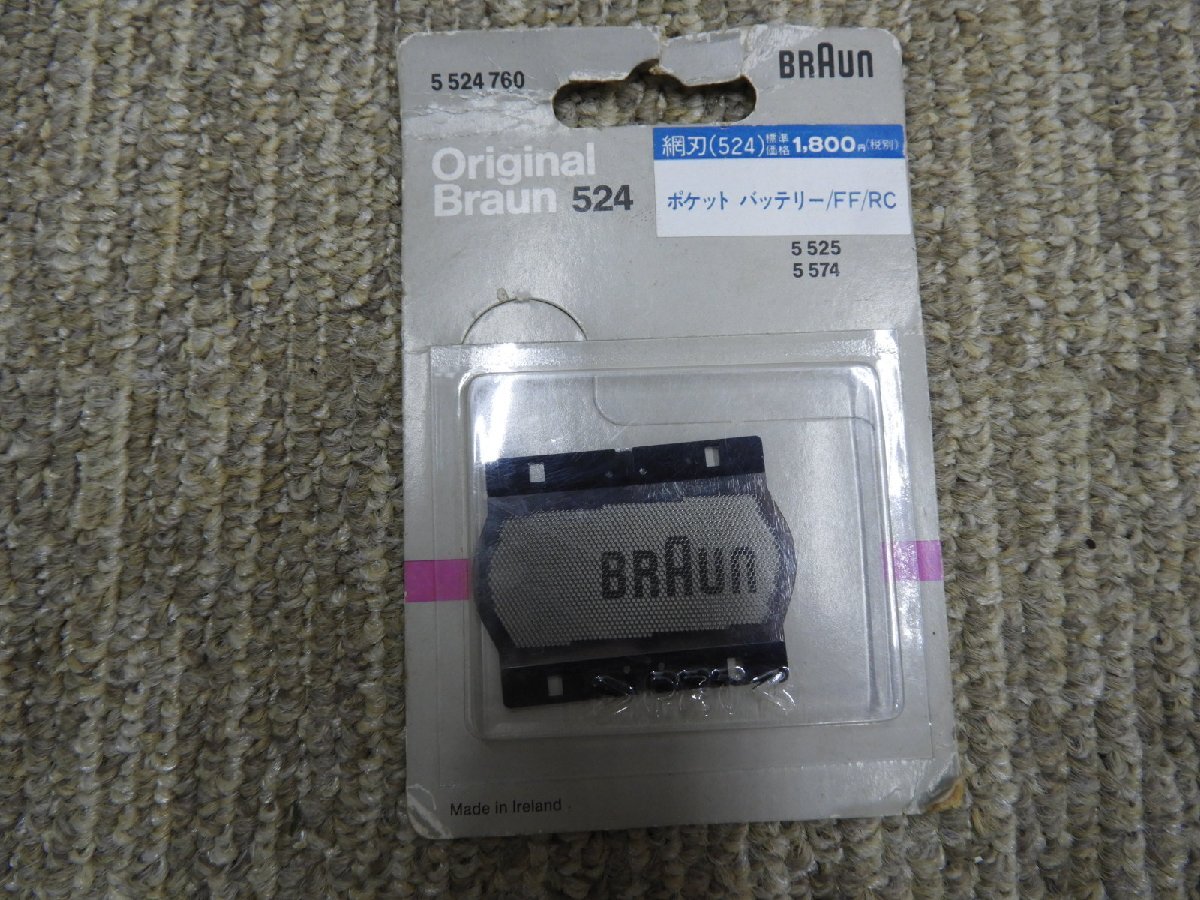 5 524 760
BRAUN
Original
Braun 524
網刃(524)標準価格1,800円(税別)
ポケット バッテリー/FF/RC
5 525
5 574
BRAUN
Made in Ireland